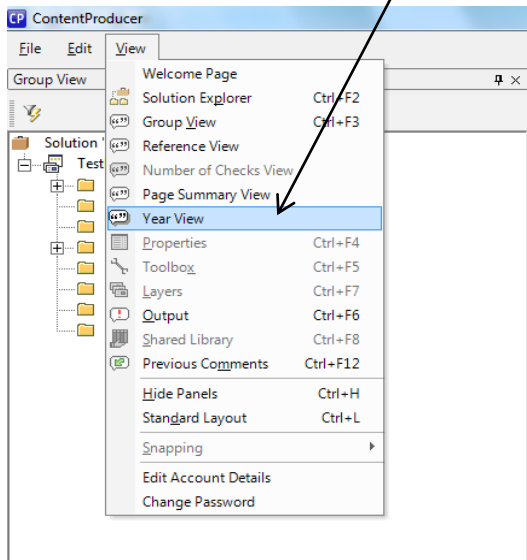 CP ContentProducer
File Edit View
Group View
Welcome Page
Solution Explorer Ctrl+F2
Group View Ctrl+F3
Reference View
Number of Checks View
Page Summary View
Year View
Properties Ctrl+F4
Toolbox Ctrl+F5
Layers Ctrl+F7
Output Ctrl+F6
Shared Library Ctrl+F8
Previous Comments Ctrl+F12
Hide Panels Ctrl+H
Standard Layout Ctrl+L
Snapping
Edit Account Details
Change Password
Solution '
Test